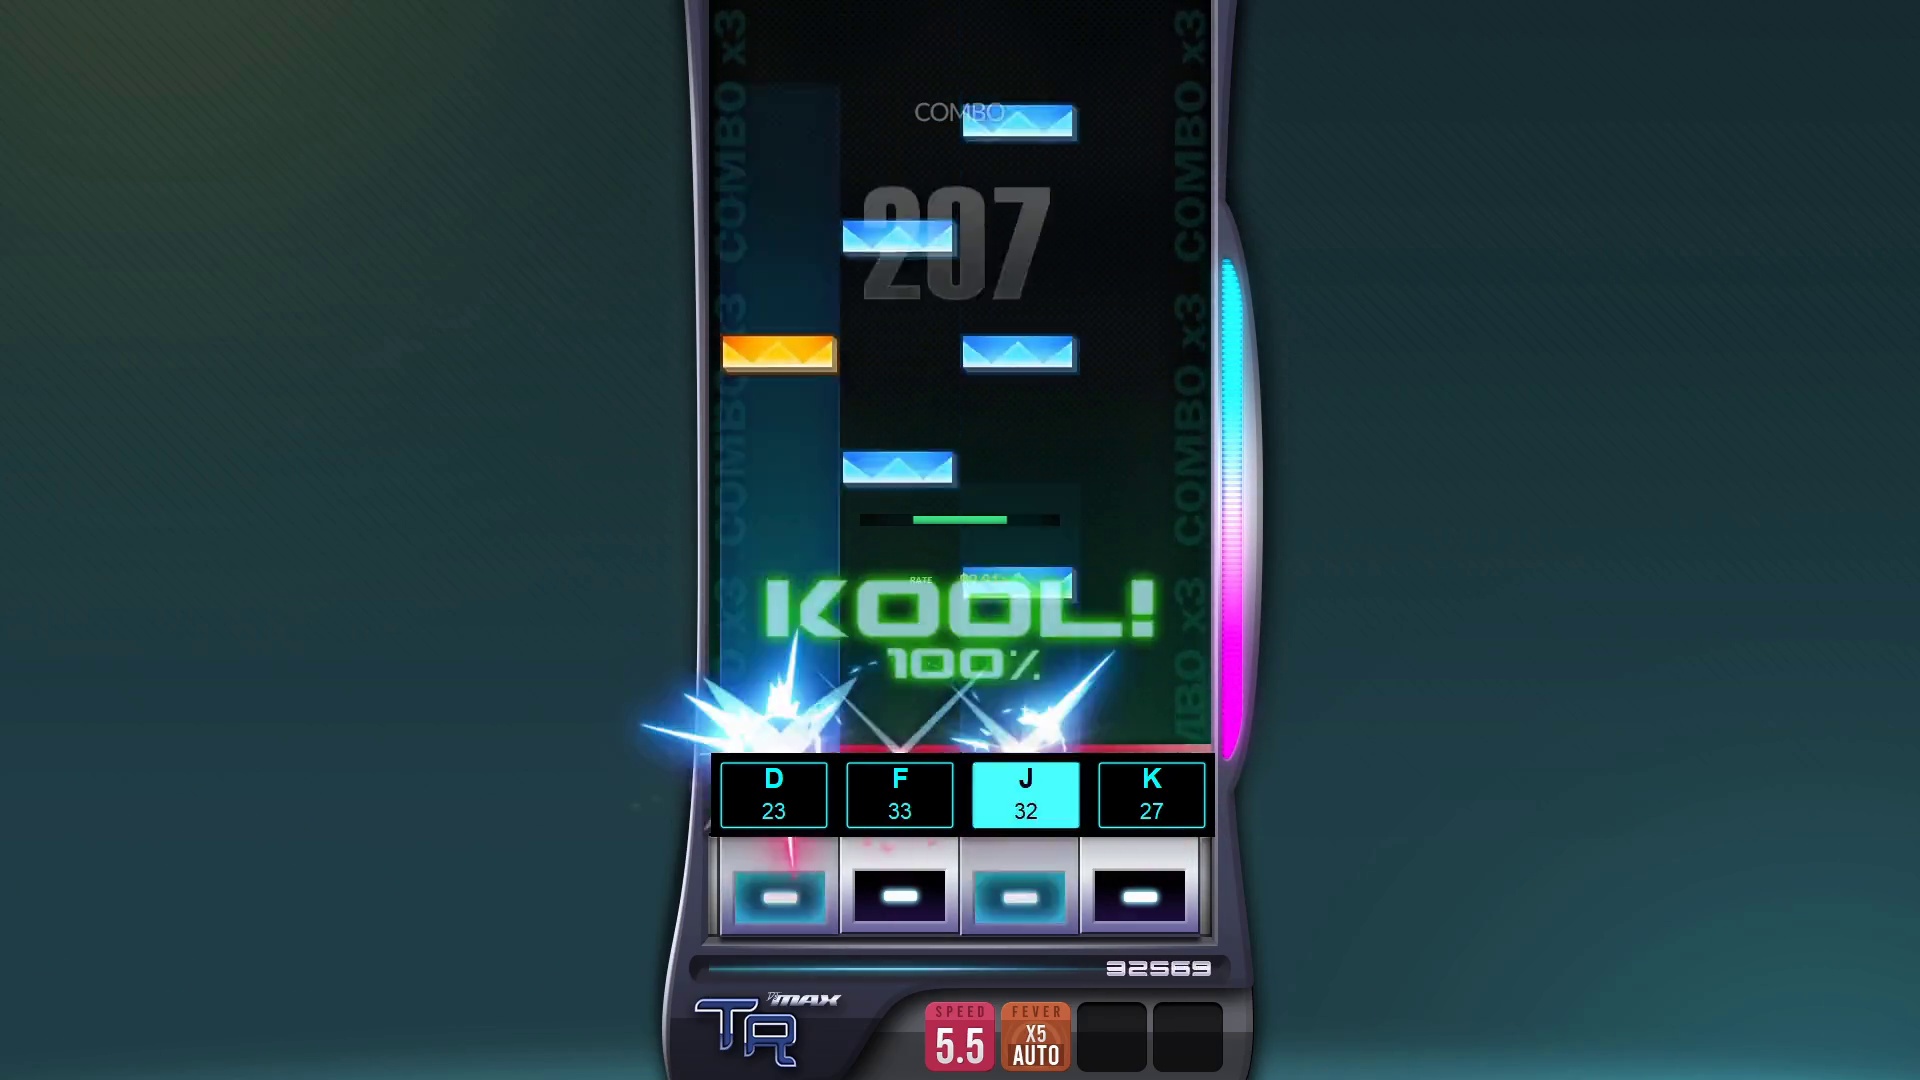 COMBO x3 COMBO x3 COMBO x3
COMBO x3 COMBO x3 COMBO x3
COMBO
207
RATE
KOOL!
100%
D F J K
23 33 32 27
32569
DJMAX
TR
SPEED
5.5
FEVER
X5
AUTO